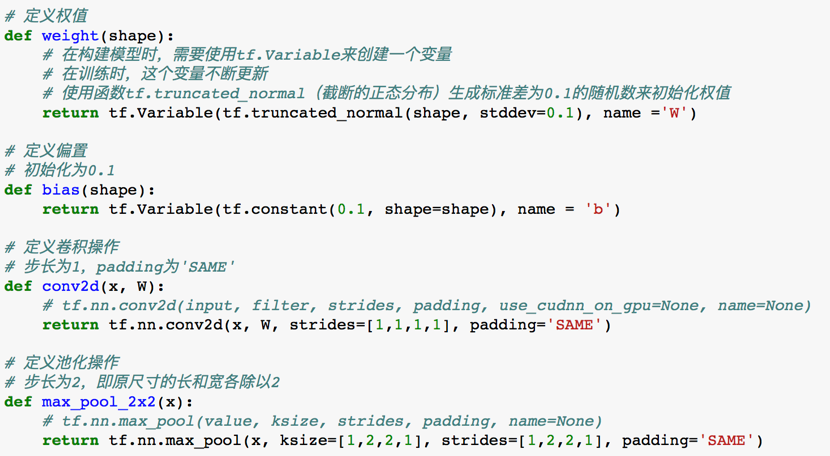 # 定义权值
def weight(shape):
    # 在构建模型时，需要使用tf.Variable来创建一个变量
    # 在训练时，这个变量不断更新
    # 使用函数tf.truncated_normal（截断的正态分布）生成标准差为0.1的随机数来初始化权值
    return tf.Variable(tf.truncated_normal(shape, stddev=0.1), name ='W')
# 定义偏置
# 初始化为0.1
def bias(shape):
    return tf.Variable(tf.constant(0.1, shape=shape), name = 'b')
# 定义卷积操作
# 步长为1，padding为'SAME'
def conv2d(x, W):
    # tf.nn.conv2d(input, filter, strides, padding, use_cudnn_on_gpu=None, name=None)
    return tf.nn.conv2d(x, W, strides=[1,1,1,1], padding='SAME')
# 定义池化操作
# 步长为2，即原尺寸的长和宽各除以2
def max_pool_2x2(x):
    # tf.nn.max_pool(value, ksize, strides, padding, name=None)
    return tf.nn.max_pool(x, ksize=[1,2,2,1], strides=[1,2,2,1], padding='SAME')